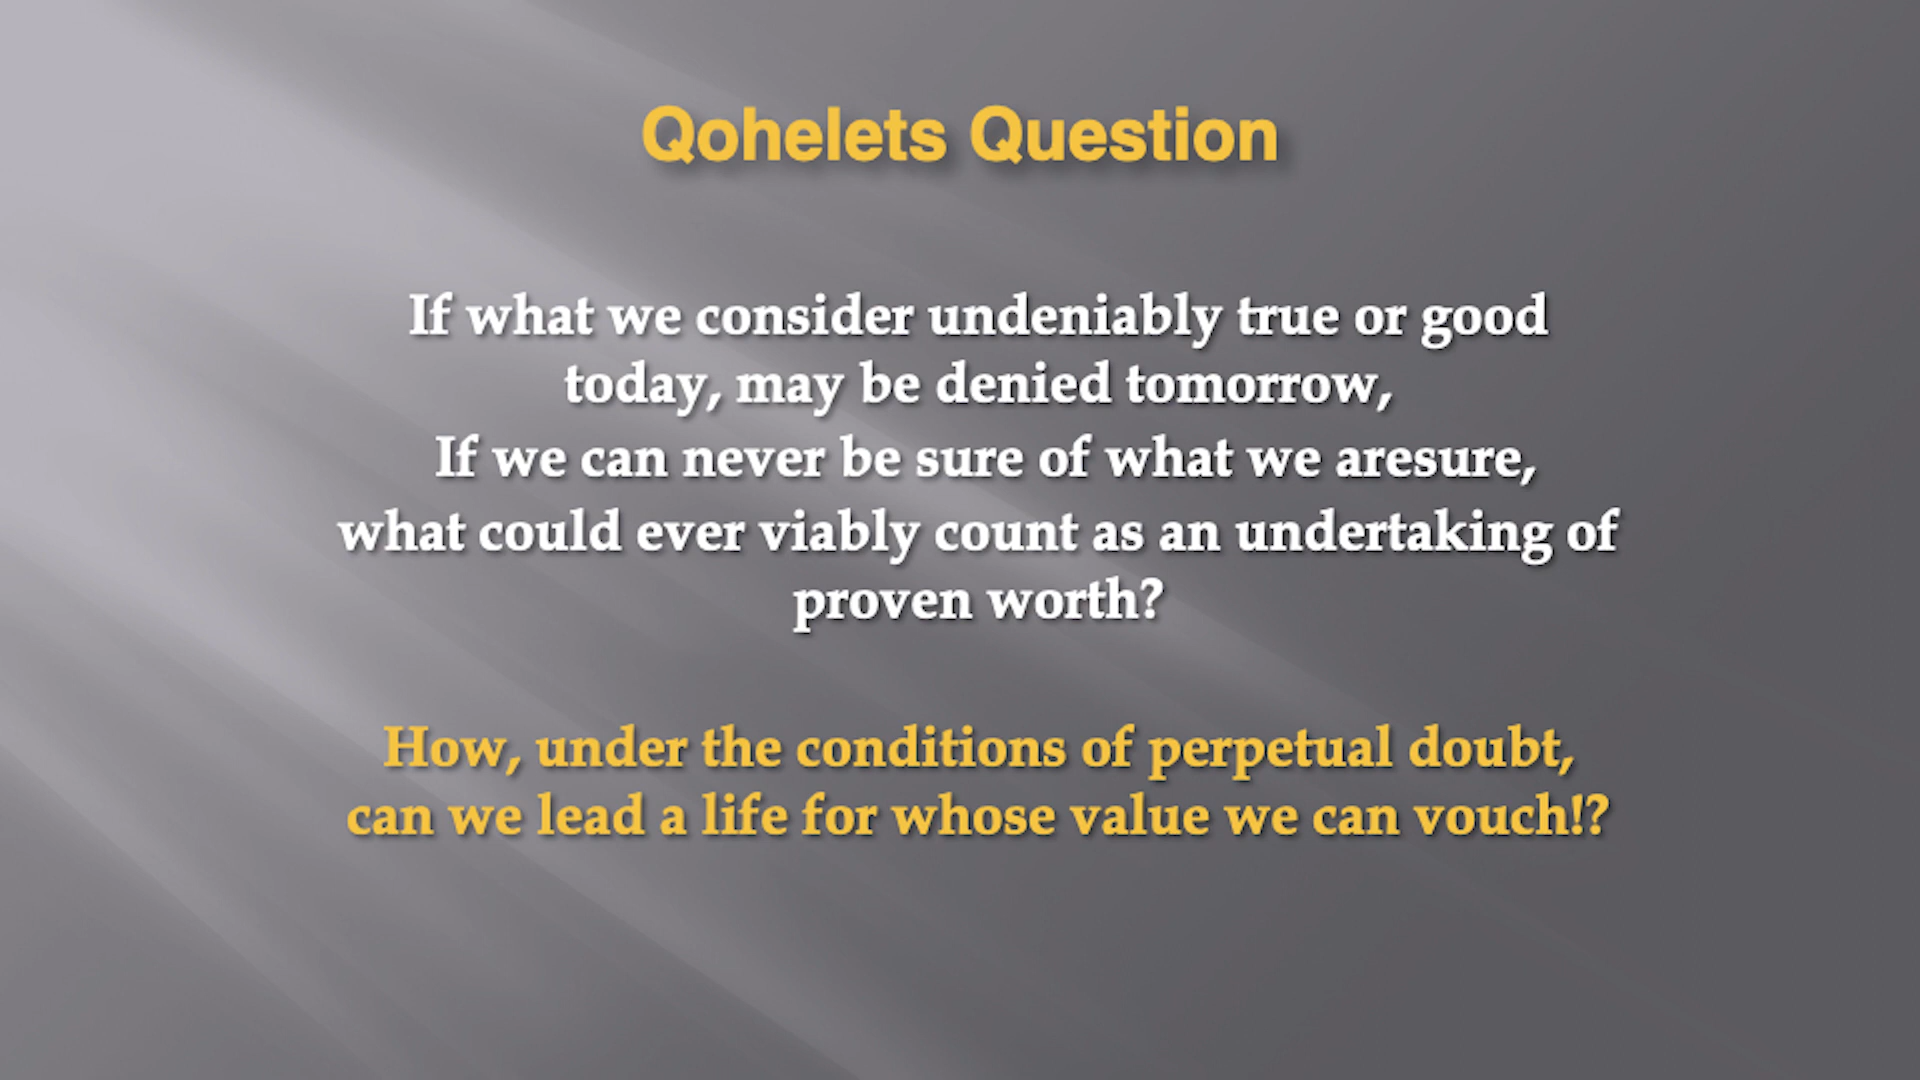 Qohelets Question
If what we consider undeniably true or good
today, may be denied tomorrow,
If we can never be sure of what we aresure,
what could ever viably count as an undertaking of
proven worth?
How, under the conditions of perpetual doubt,
can we lead a life for whose value we can vouch!?